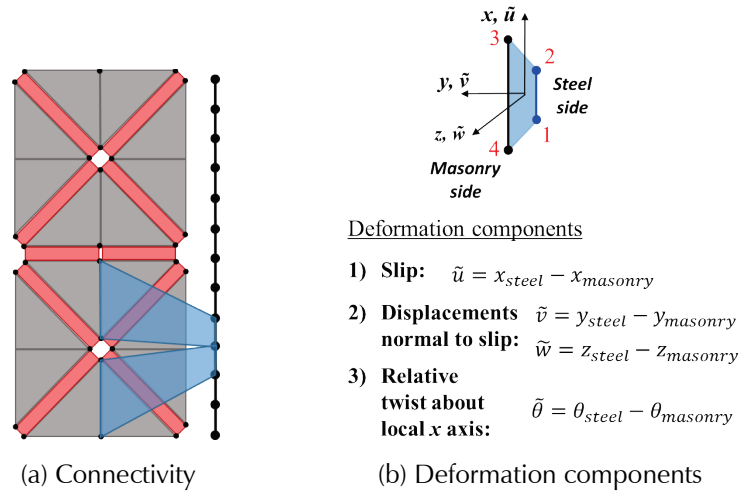 x, ũ
3
2
Steel
side
y, ṽ
z, w̃
1
4
Masonry
side
Deformation components
1) Slip: ũ = x_steel − x_masonry
2) Displacements ṽ = y_steel − y_masonry
normal to slip: w̃ = z_steel − z_masonry
3) Relative
twist about
local x axis: θ̃ = θ_steel − θ_masonry
(a) Connectivity
(b) Deformation components